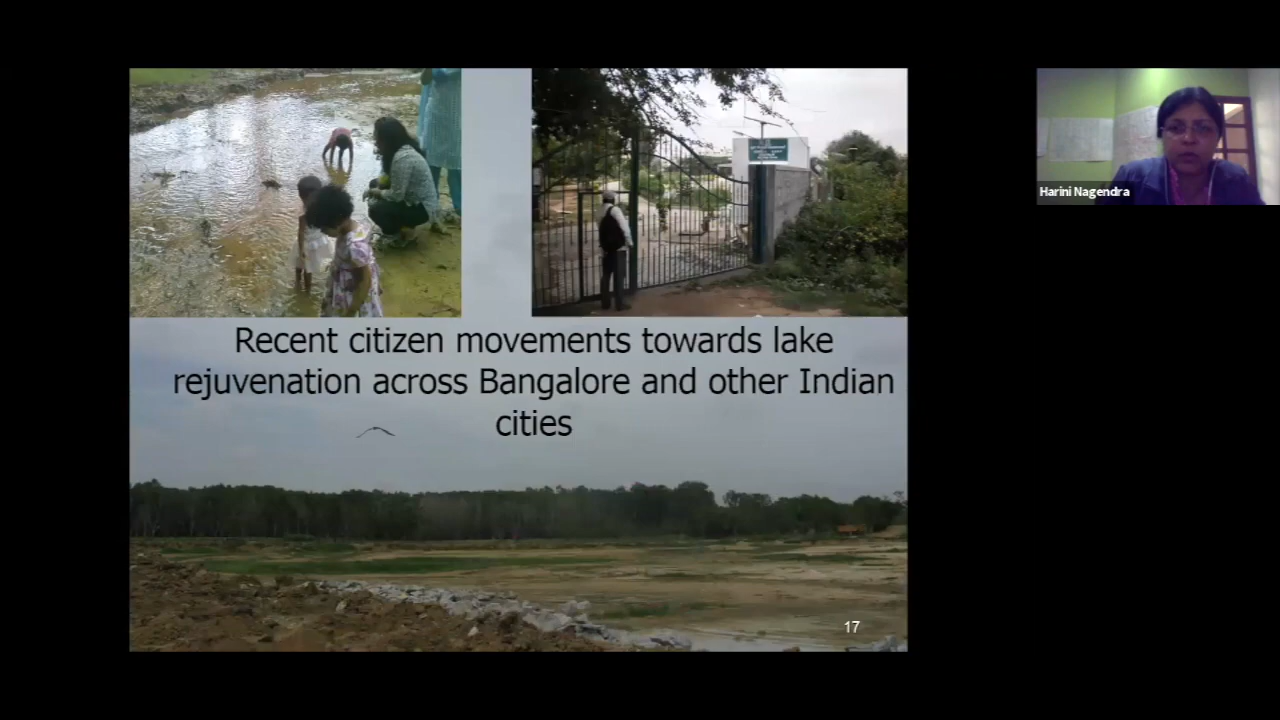 Harini Nagendra
Recent citizen movements towards lake
rejuvenation across Bangalore and other Indian
cities
17